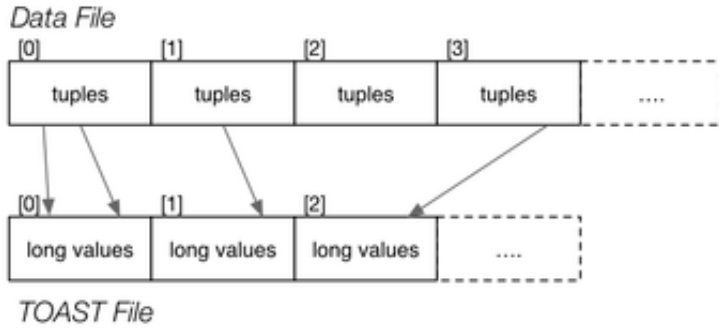 Data File
[0] [1] [2] [3]
tuples tuples tuples tuples ....
[0] [1] [2]
long values long values long values ....
TOAST File